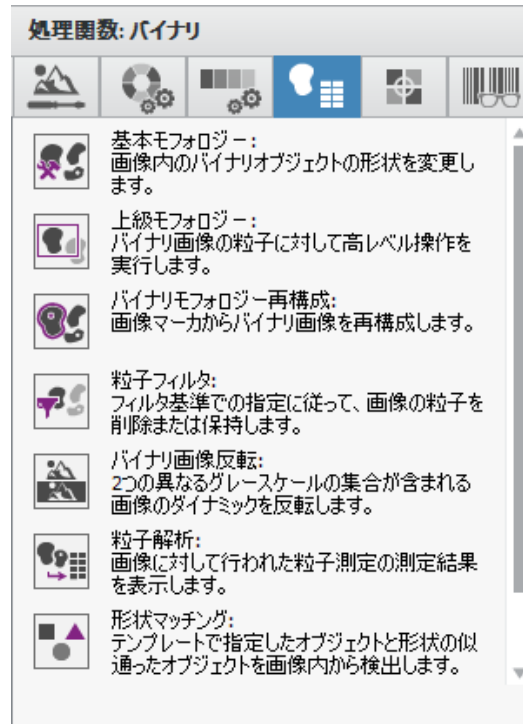 処理関数: バイナリ
基本モフォロジー:
画像内のバイナリオブジェクトの形状を変更し
ます。
上級モフォロジー:
バイナリ画像の粒子に対して高レベル操作を
実行します。
バイナリモフォロジー再構成:
画像マーカからバイナリ画像を再構成します。
粒子フィルタ:
フィルタ基準での指定に従って、画像の粒子を
削除または保持します。
バイナリ画像反転:
2つの異なるグレースケールの集合が含まれる
画像のダイナミックを反転します。
粒子解析:
画像に対して行われた粒子測定の測定結果
を表示します。
形状マッチング:
テンプレートで指定したオブジェクトと形状の似
通ったオブジェクトを画像内から検出します。